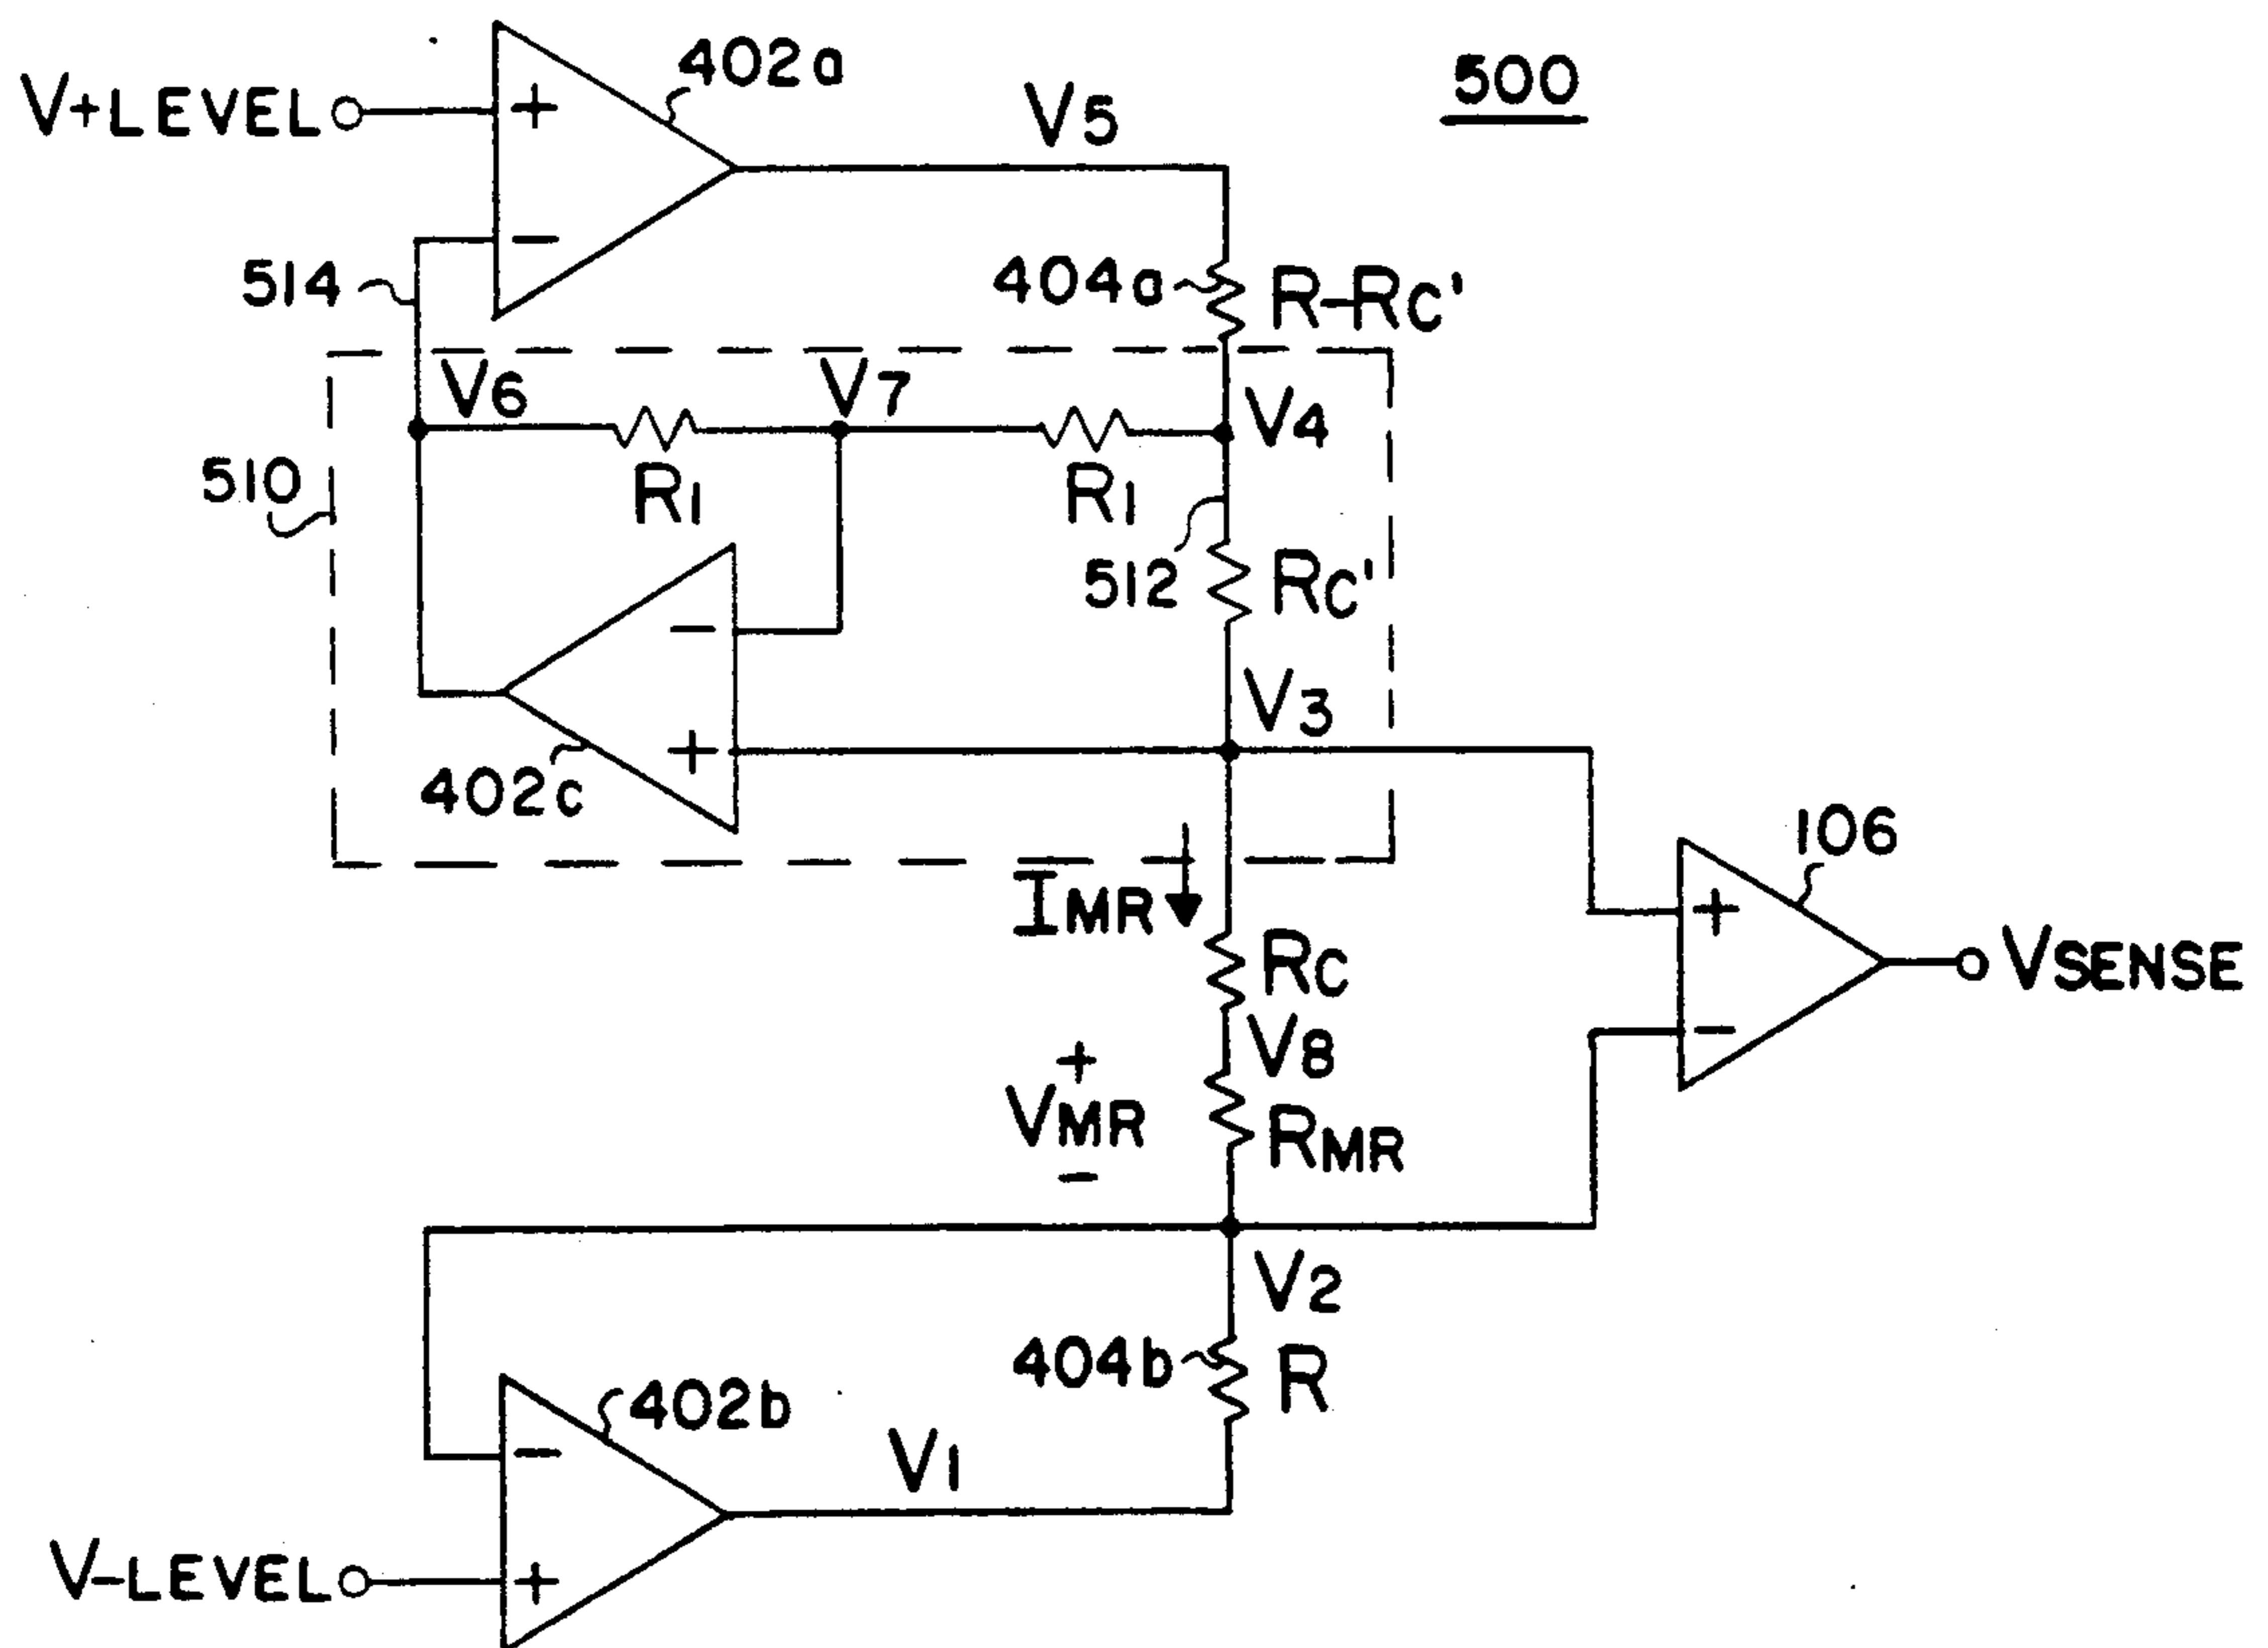 402a
500
V+LEVEL
+
V5
−
514
404a
R-RC'
V6
V7
V4
510
R1
R1
512
RC'
−
V3
+
402c
106
IMR
+
RC
VSENSE
V8
−
+
VMR
−
RMR
V2
404b
R
402b
−
V1
V-LEVEL
+